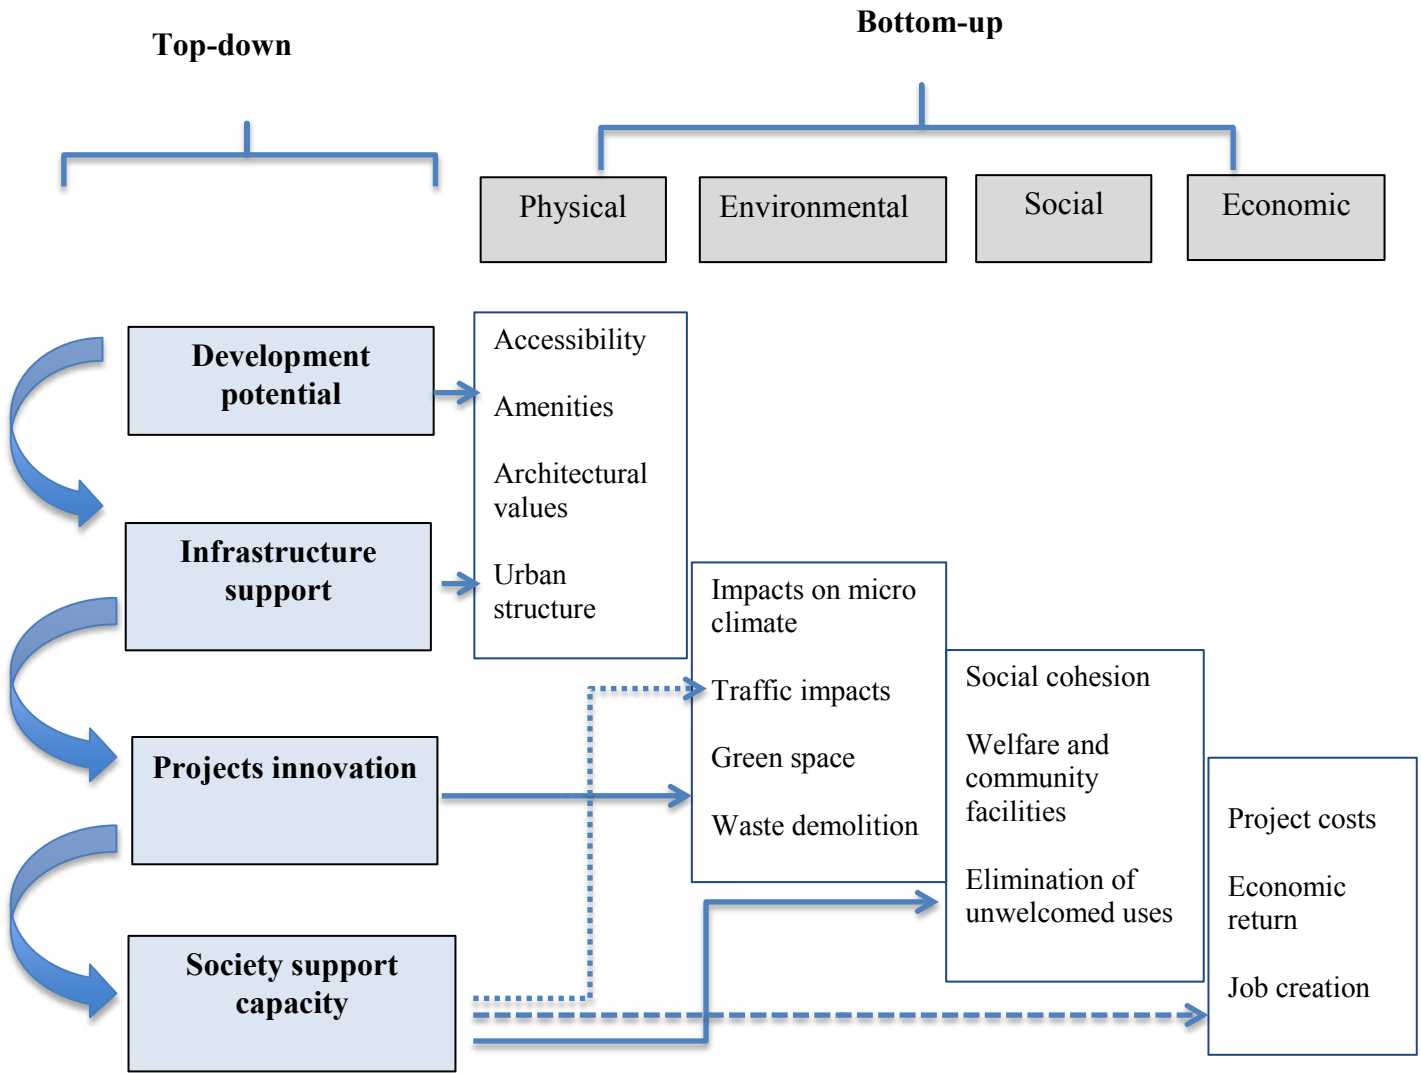 Top-down
Bottom-up
Physical
Environmental
Social
Economic
Development
potential
Infrastructure
support
Projects innovation
Society support
capacity
Accessibility
Amenities
Architectural
values
Urban
structure
Impacts on micro
climate
Traffic impacts
Green space
Waste demolition
Social cohesion
Welfare and
community
facilities
Elimination of
unwelcomed uses
Project costs
Economic
return
Job creation